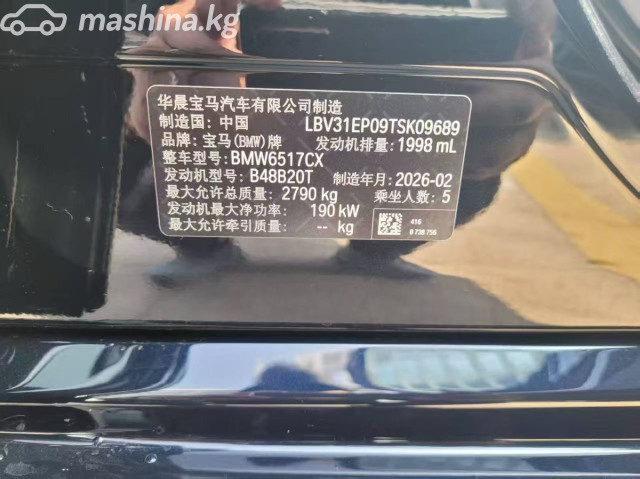 mashina.kg
华晨宝马汽车有限公司制造
制造国：中国 LBV31EP09TSK09689
品牌：宝马(BMW)牌 发动机排量：1998 mL
整车型号：BMW6517CX
发动机型号：B48B20T 制造年月：2026-02
最大允许总质量：2790 kg 乘坐人数：5
发动机最大净功率：190 kW
最大允许牵引质量：-- kg
416
8 738 756